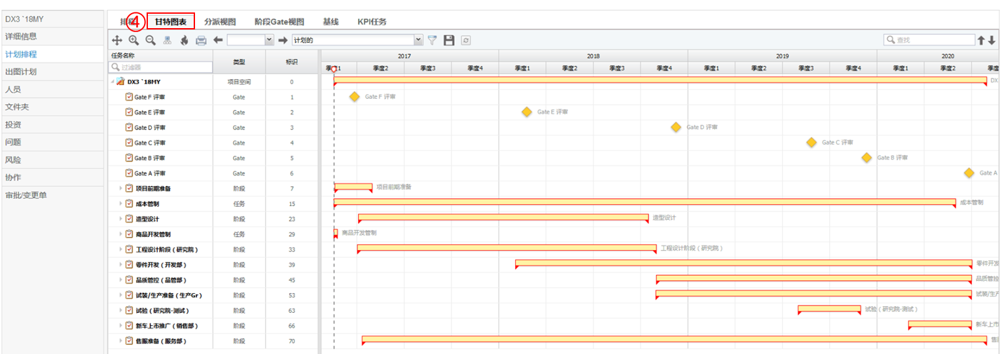 DX3 `18MY
详细信息
计划排程
出图计划
人员
文件夹
投资
问题
风险
协作
审批/变更单
排程 ④ 甘特图表 分派视图 阶段Gate视图 基线 KPI任务
计划的 查找
任务名称 类型 标识
过滤器
2017 2018 2019 2020
季度1 季度2 季度3 季度4 季度1 季度2 季度3 季度4 季度1 季度2 季度3 季度4 季度1 季度2 季度
DX3 `18MY 项目空间 0 DX
Gate F 评审 Gate 1 Gate F 评审
Gate E 评审 Gate 2 Gate E 评审
Gate D 评审 Gate 3 Gate D 评审
Gate C 评审 Gate 4 Gate C 评审
Gate B 评审 Gate 5 Gate B 评审
Gate A 评审 Gate 6 Gate A
项目前期准备 阶段 7 项目前期准备
成本管制 任务 15 成本管制
造型设计 阶段 23 造型设计
商品开发管制 任务 29 商品开发管制
工程设计阶段（研究院） 阶段 33 工程设计阶段（研究院）
零件开发（开发部） 阶段 39 零件开发
品质管控（品管部） 阶段 45 品质管控
试装/生产准备（生产Gr） 阶段 53 试装/生产
试验（研究院-测试） 阶段 63 试验（研究院-测试）
新车上市推广（销售部） 阶段 66 新车上市
售服准备（服务部） 阶段 70 售